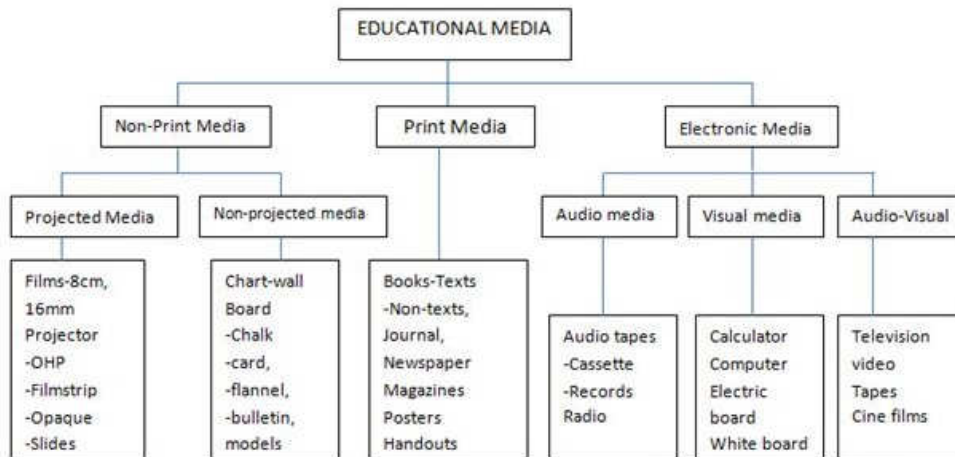 EDUCATIONAL MEDIA
Non-Print Media
Print Media
Electronic Media
Projected Media
Non-projected media
Audio media
Visual media
Audio-Visual
Films-8cm,
16mm
Projector
-OHP
-Filmstrip
-Opaque
-Slides
Chart-wall
Board
-Chalk
-card,
-flannel,
-bulletin,
models
Books-Texts
-Non-texts,
Journal,
Newspaper
Magazines
Posters
Handouts
Audio tapes
-Cassette
-Records
Radio
Calculator
Computer
Electric
board
White board
Television
video
Tapes
Cine films